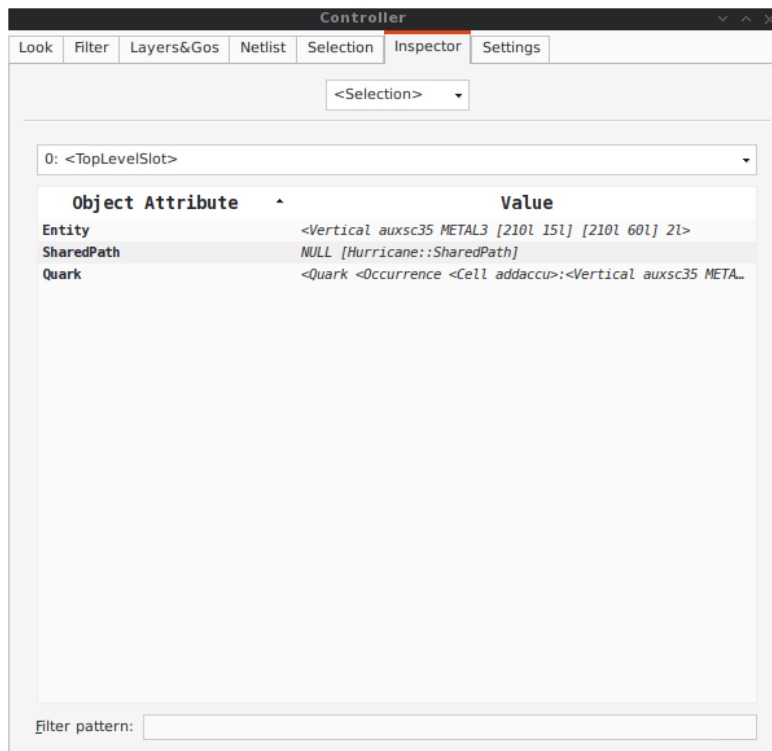 Controller
Look Filter Layers&Gos Netlist Selection Inspector Settings
<Selection>
0: <TopLevelSlot>
Object Attribute Value
Entity <Vertical auxsc35 METAL3 [210l 15l] [210l 60l] 2l>
SharedPath NULL [Hurricane::SharedPath]
Quark <Quark <Occurrence <Cell addaccu>:<Vertical auxsc35 META…
Filter pattern: